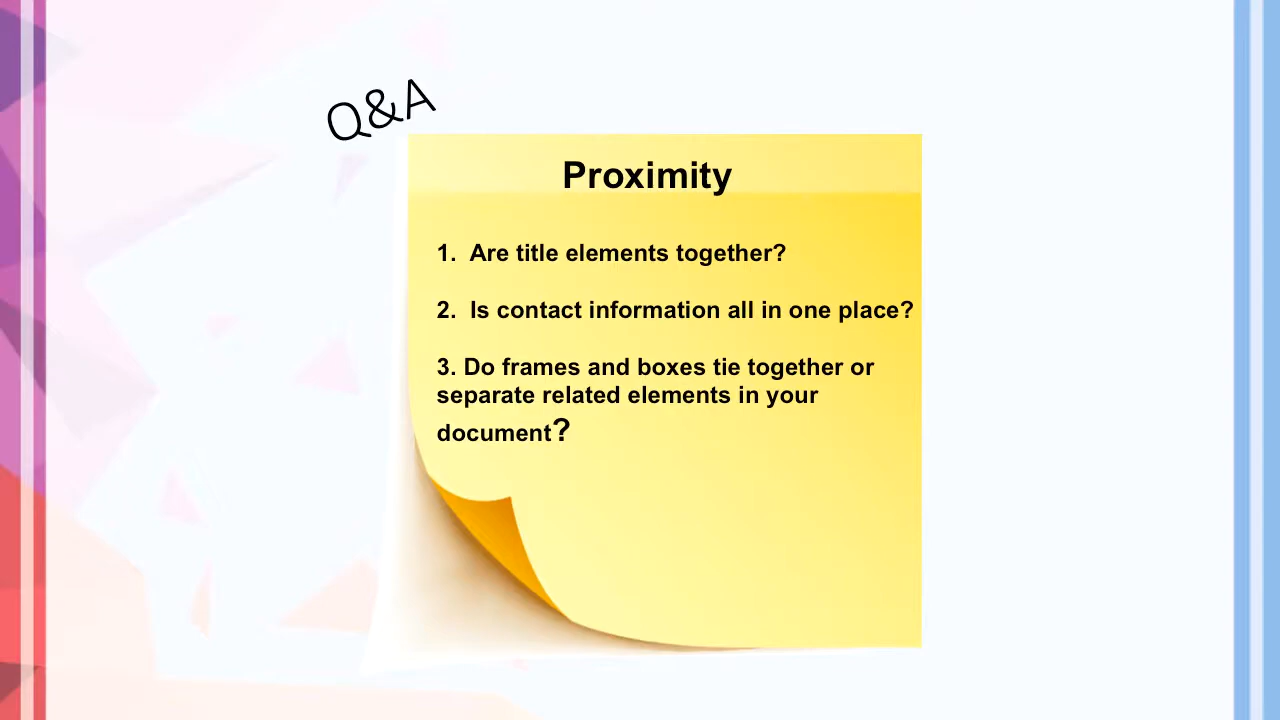 Q&A
Proximity
1. Are title elements together?
2. Is contact information all in one place?
3. Do frames and boxes tie together or
separate related elements in your
document?